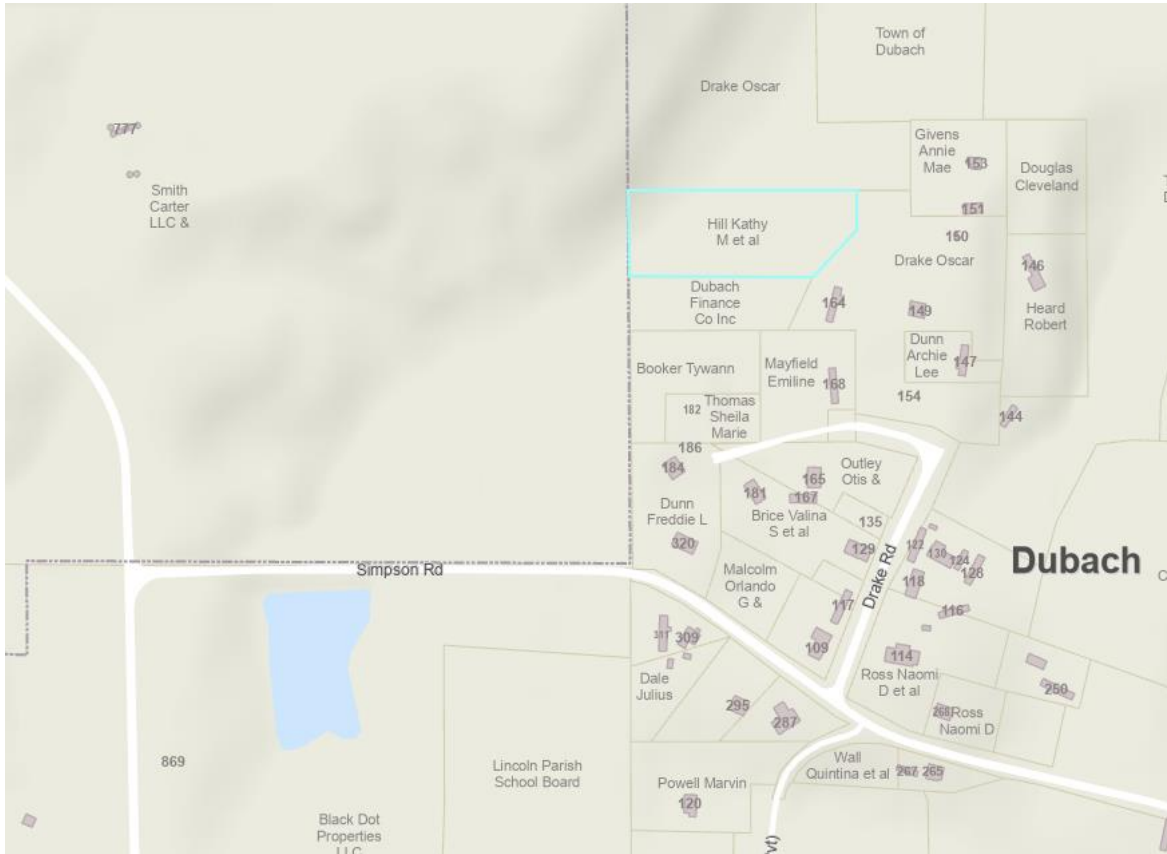 Town of
Dubach
Drake Oscar
777
Givens
Annie
Mae
153
Douglas
Cleveland
Smith
Carter
LLC &
151
Hill Kathy
M et al
150
Drake Oscar
146
Dubach
Finance
Co Inc
164
149
Heard
Robert
Dunn
Archie
Lee
147
Booker Tywann
Mayfield
Emiline
168
154
182
Thomas
Sheila
Marie
144
186
184
Outley
Otis &
165
181
167
Dunn
Freddie L
Brice Valina
S et al
135
320
129
122
130
124
128
Dubach
Simpson Rd
Malcolm
Orlando
G &
118
Drake Rd
117
116
311
309
109
114
Dale
Julius
Ross Naomi
D et al
250
295
287
268
Ross
Naomi D
869
Lincoln Parish
School Board
Wall
Quintina et al
267
265
Powell Marvin
120
Black Dot
Properties
LLC
vt)